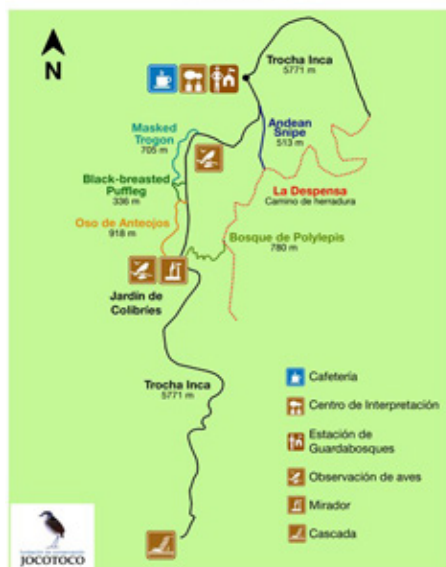 N
Trocha Inca
5771 m
Masked
Trogon
705 m
Andean
Snipe
513 m
Black-breasted
Puffleg
336 m
La Despensa
Camino de herradura
Oso de Anteojos
918 m
Bosque de Polylepis
780 m
Jardín de
Colibríes
Trocha Inca
5771 m
Cafetería
Centro de Interpretación
Estación de
Guardabosques
Observación de aves
Mirador
Cascada
JOCOTOCO